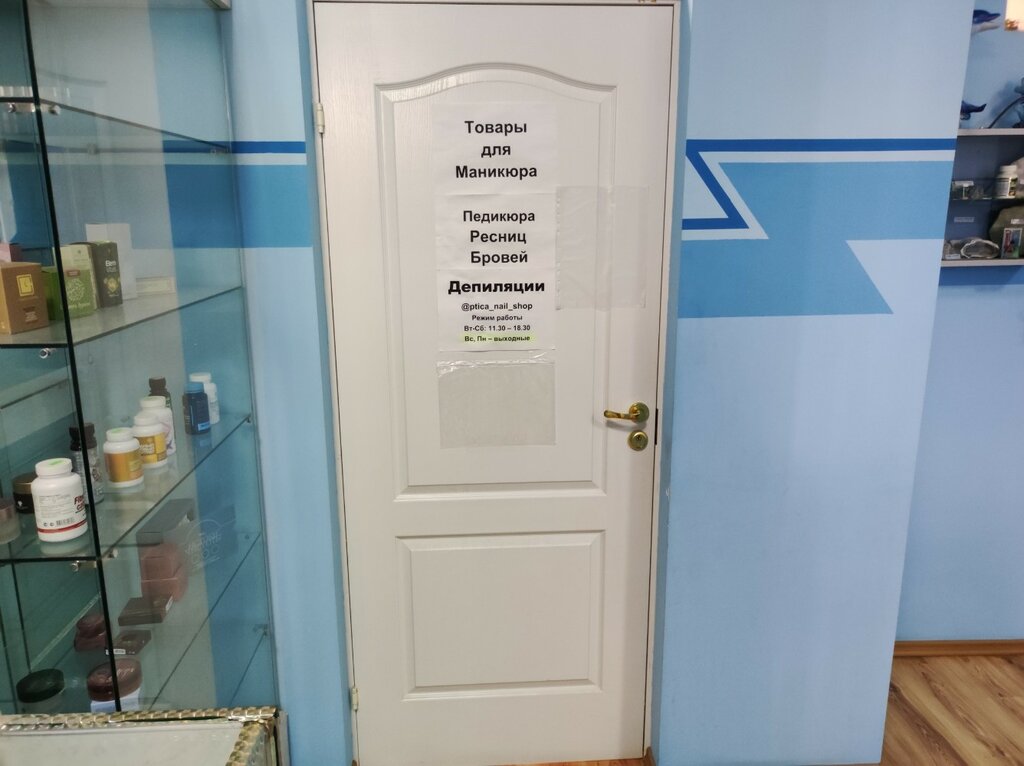 Товары
для
Маникюра
Педикюра
Ресниц
Бровей
Депиляции
@ptica_nail_shop
Режим работы
Вт-Сб: 11.30 – 18.30
Вс, Пн – выходные